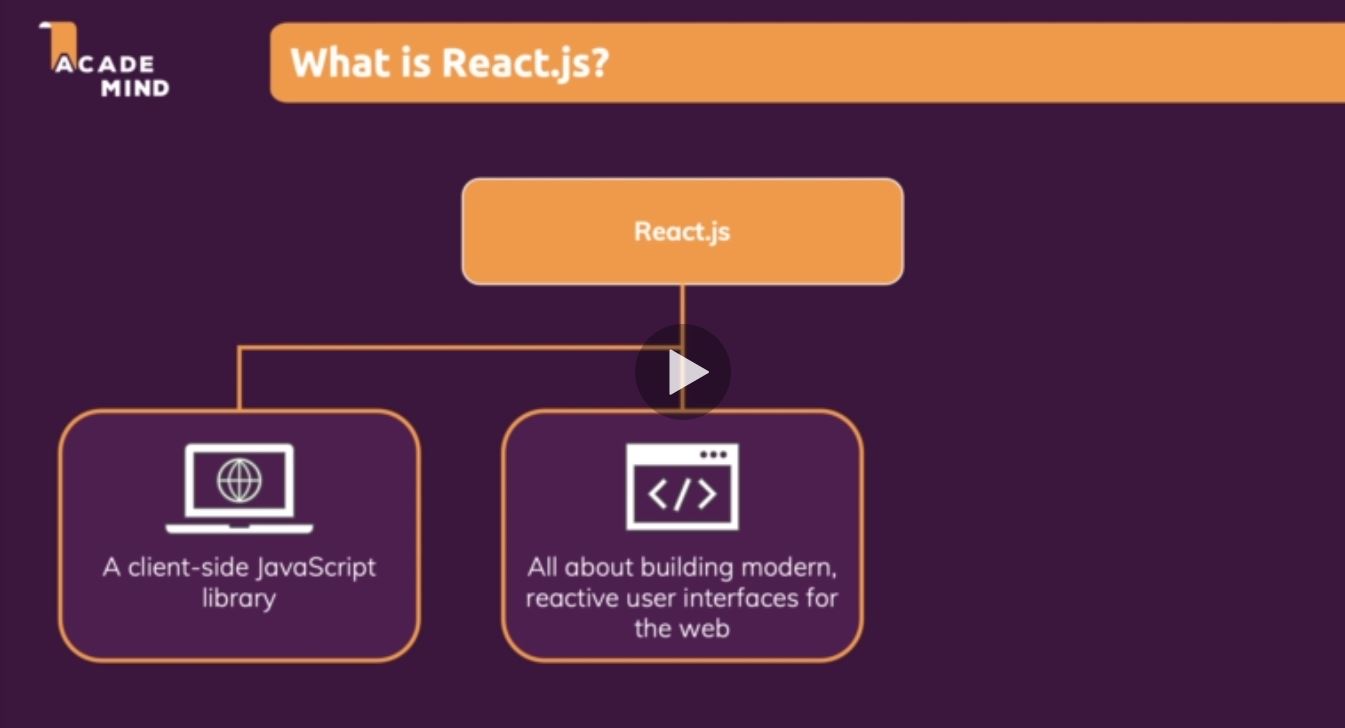 ACADE
MIND
What is React.js?
React.js
A client-side JavaScript
library
All about building modern,
reactive user interfaces for
the web